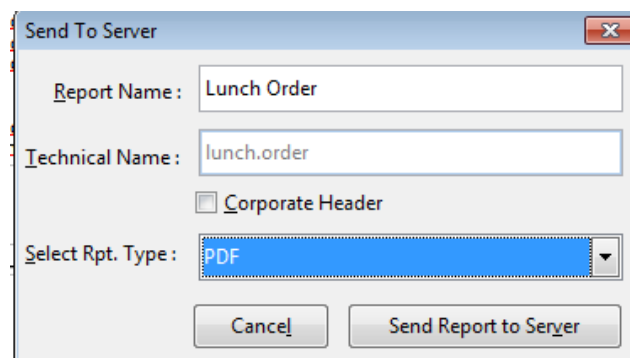 Send To Server
Report Name : Lunch Order
Technical Name : lunch.order
Corporate Header
Select Rpt. Type : PDF
Cancel Send Report to Server